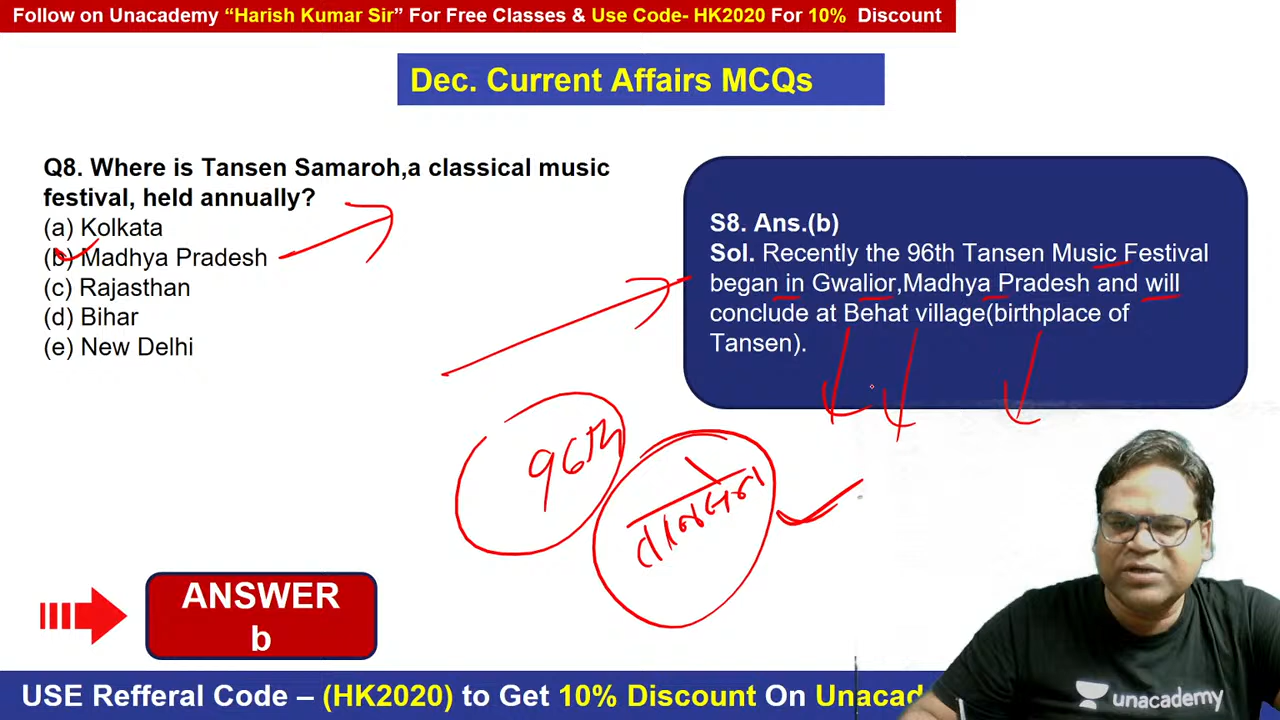 Follow on Unacademy “Harish Kumar Sir” For Free Classes & Use Code- HK2020 For 10% Discount
Dec. Current Affairs MCQs
Q8. Where is Tansen Samaroh,a classical music
festival, held annually?
(a) Kolkata
(b) Madhya Pradesh
(c) Rajasthan
(d) Bihar
(e) New Delhi
S8. Ans.(b)
Sol. Recently the 96th Tansen Music Festival
began in Gwalior,Madhya Pradesh and will
conclude at Behat village(birthplace of
Tansen).
96th
तानसेन
ANSWER
b
unacademy
USE Refferal Code – (HK2020) to Get 10% Discount On Unacad